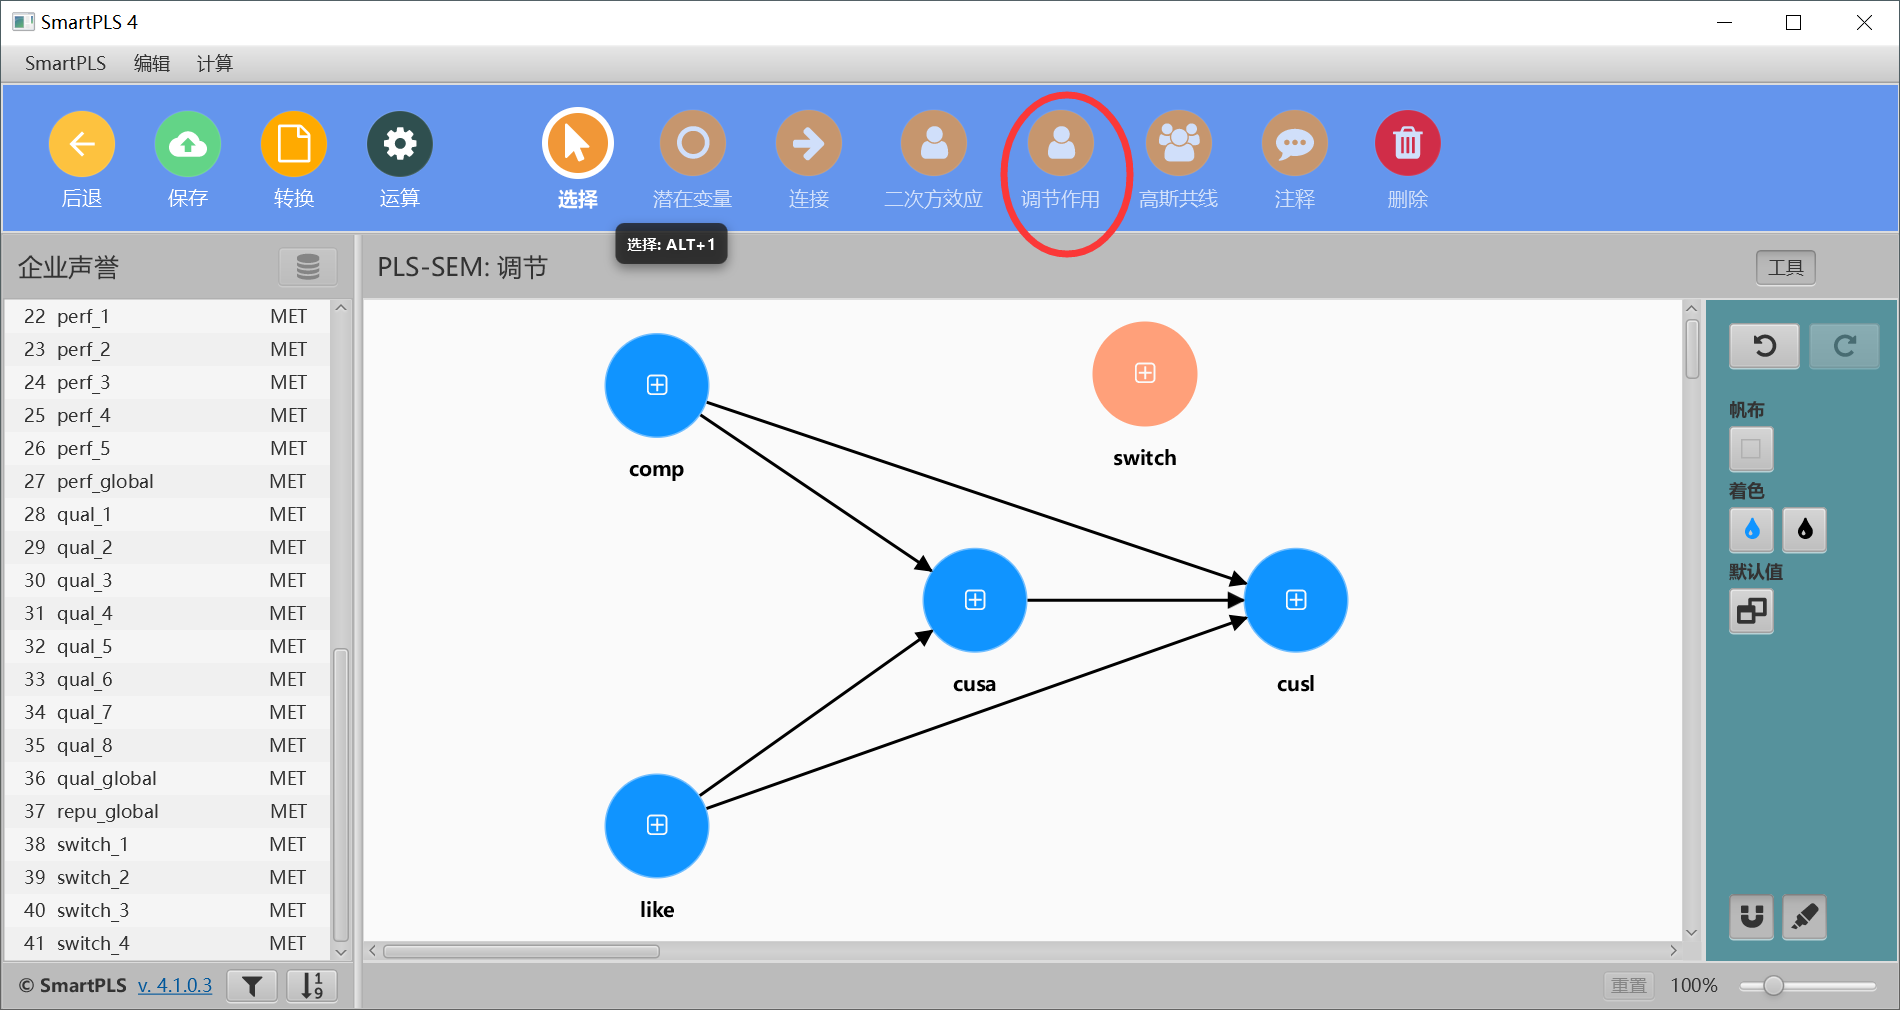 SmartPLS 4
SmartPLS 编辑 计算
后退 保存 转换 运算 选择 潜在变量 连接 二次方效应 调节作用 高斯共线 注释 删除
选择: ALT+1
企业声誉
PLS-SEM: 调节
工具
22 perf_1 MET
23 perf_2 MET
24 perf_3 MET
25 perf_4 MET
26 perf_5 MET
27 perf_global MET
28 qual_1 MET
29 qual_2 MET
30 qual_3 MET
31 qual_4 MET
32 qual_5 MET
33 qual_6 MET
34 qual_7 MET
35 qual_8 MET
36 qual_global MET
37 repu_global MET
38 switch_1 MET
39 switch_2 MET
40 switch_3 MET
41 switch_4 MET
comp
switch
cusa
cusl
like
帆布
着色
默认值
© SmartPLS v. 4.1.0.3
1
9
重置 100%